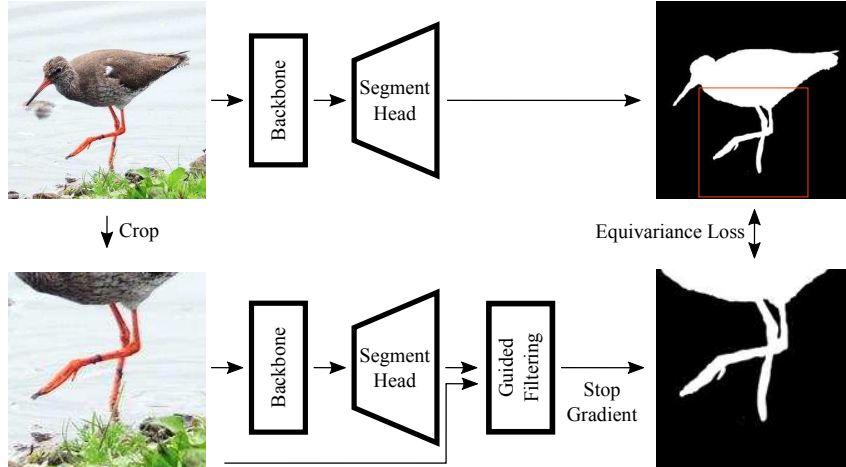 Backbone
Segment
Head
Crop
Equivariance Loss
Backbone
Segment
Head
Guided
Filtering
Stop
Gradient